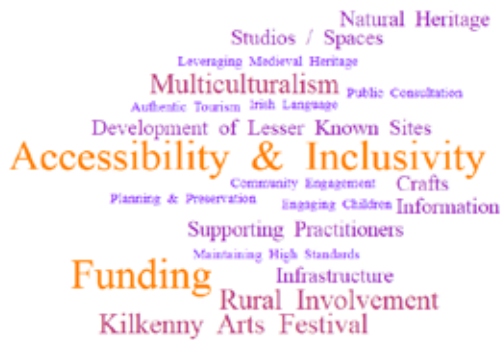 Natural Heritage
Studios / Spaces
Leveraging Medieval Heritage
Multiculturalism
Public Consultation
Authentic Tourism
Irish Language
Development of Lesser Known Sites
Accessibility & Inclusivity
Community Engagement
Crafts
Planning & Preservation
Engaging Children
Information
Supporting Practitioners
Maintaining High Standards
Funding
Infrastructure
Rural Involvement
Kilkenny Arts Festival